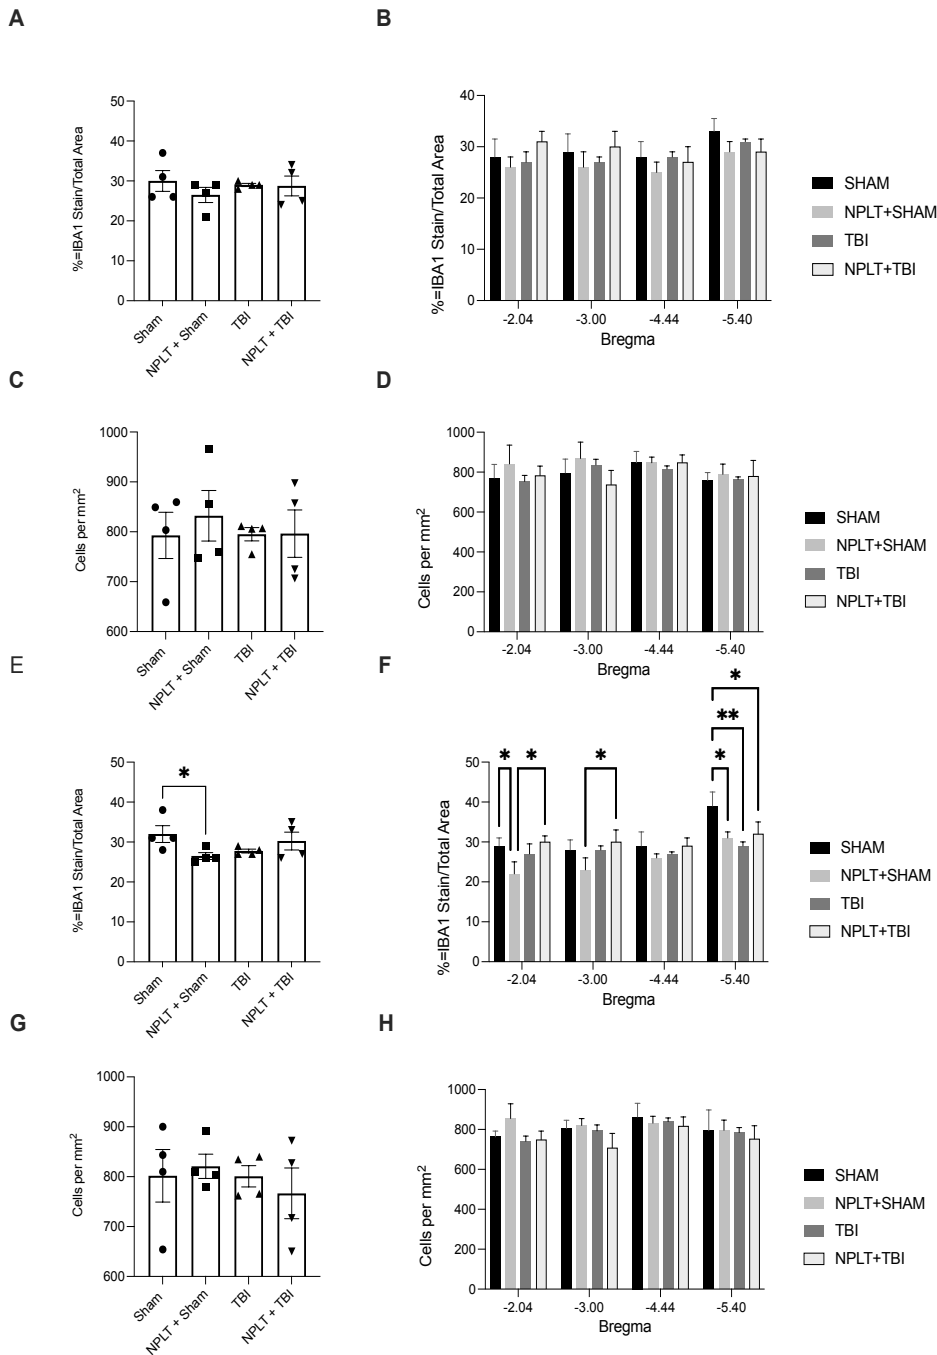 A
B
50
40
30
20
10
0
%=IBA1 Stain/Total Area
Sham
NPLT + Sham
TBI
NPLT + TBI
40
30
20
10
0
%=IBA1 Stain/Total Area
-2.04 -3.00 -4.44 -5.40
Bregma
SHAM
NPLT+SHAM
TBI
NPLT+TBI
C
D
1000
900
800
700
600
Cells per mm2
Sham
NPLT + Sham
TBI
NPLT + TBI
1000
800
600
400
200
0
Cells per mm2
-2.04 -3.00 -4.44 -5.40
Bregma
SHAM
NPLT+SHAM
TBI
NPLT+TBI
E
F
50
40
30
20
10
0
%=IBA1 Stain/Total Area
*
Sham
NPLT + Sham
TBI
NPLT + TBI
50
40
30
20
10
0
%=IBA1 Stain/Total Area
* * * * ** *
-2.04 -3.00 -4.44 -5.40
Bregma
SHAM
NPLT+SHAM
TBI
NPLT+TBI
G
H
1000
900
800
700
600
Cells per mm2
Sham
NPLT + Sham
TBI
NPLT + TBI
1000
800
600
400
200
0
Cells per mm2
-2.04 -3.00 -4.44 -5.40
Bregma
SHAM
NPLT+SHAM
TBI
NPLT+TBI